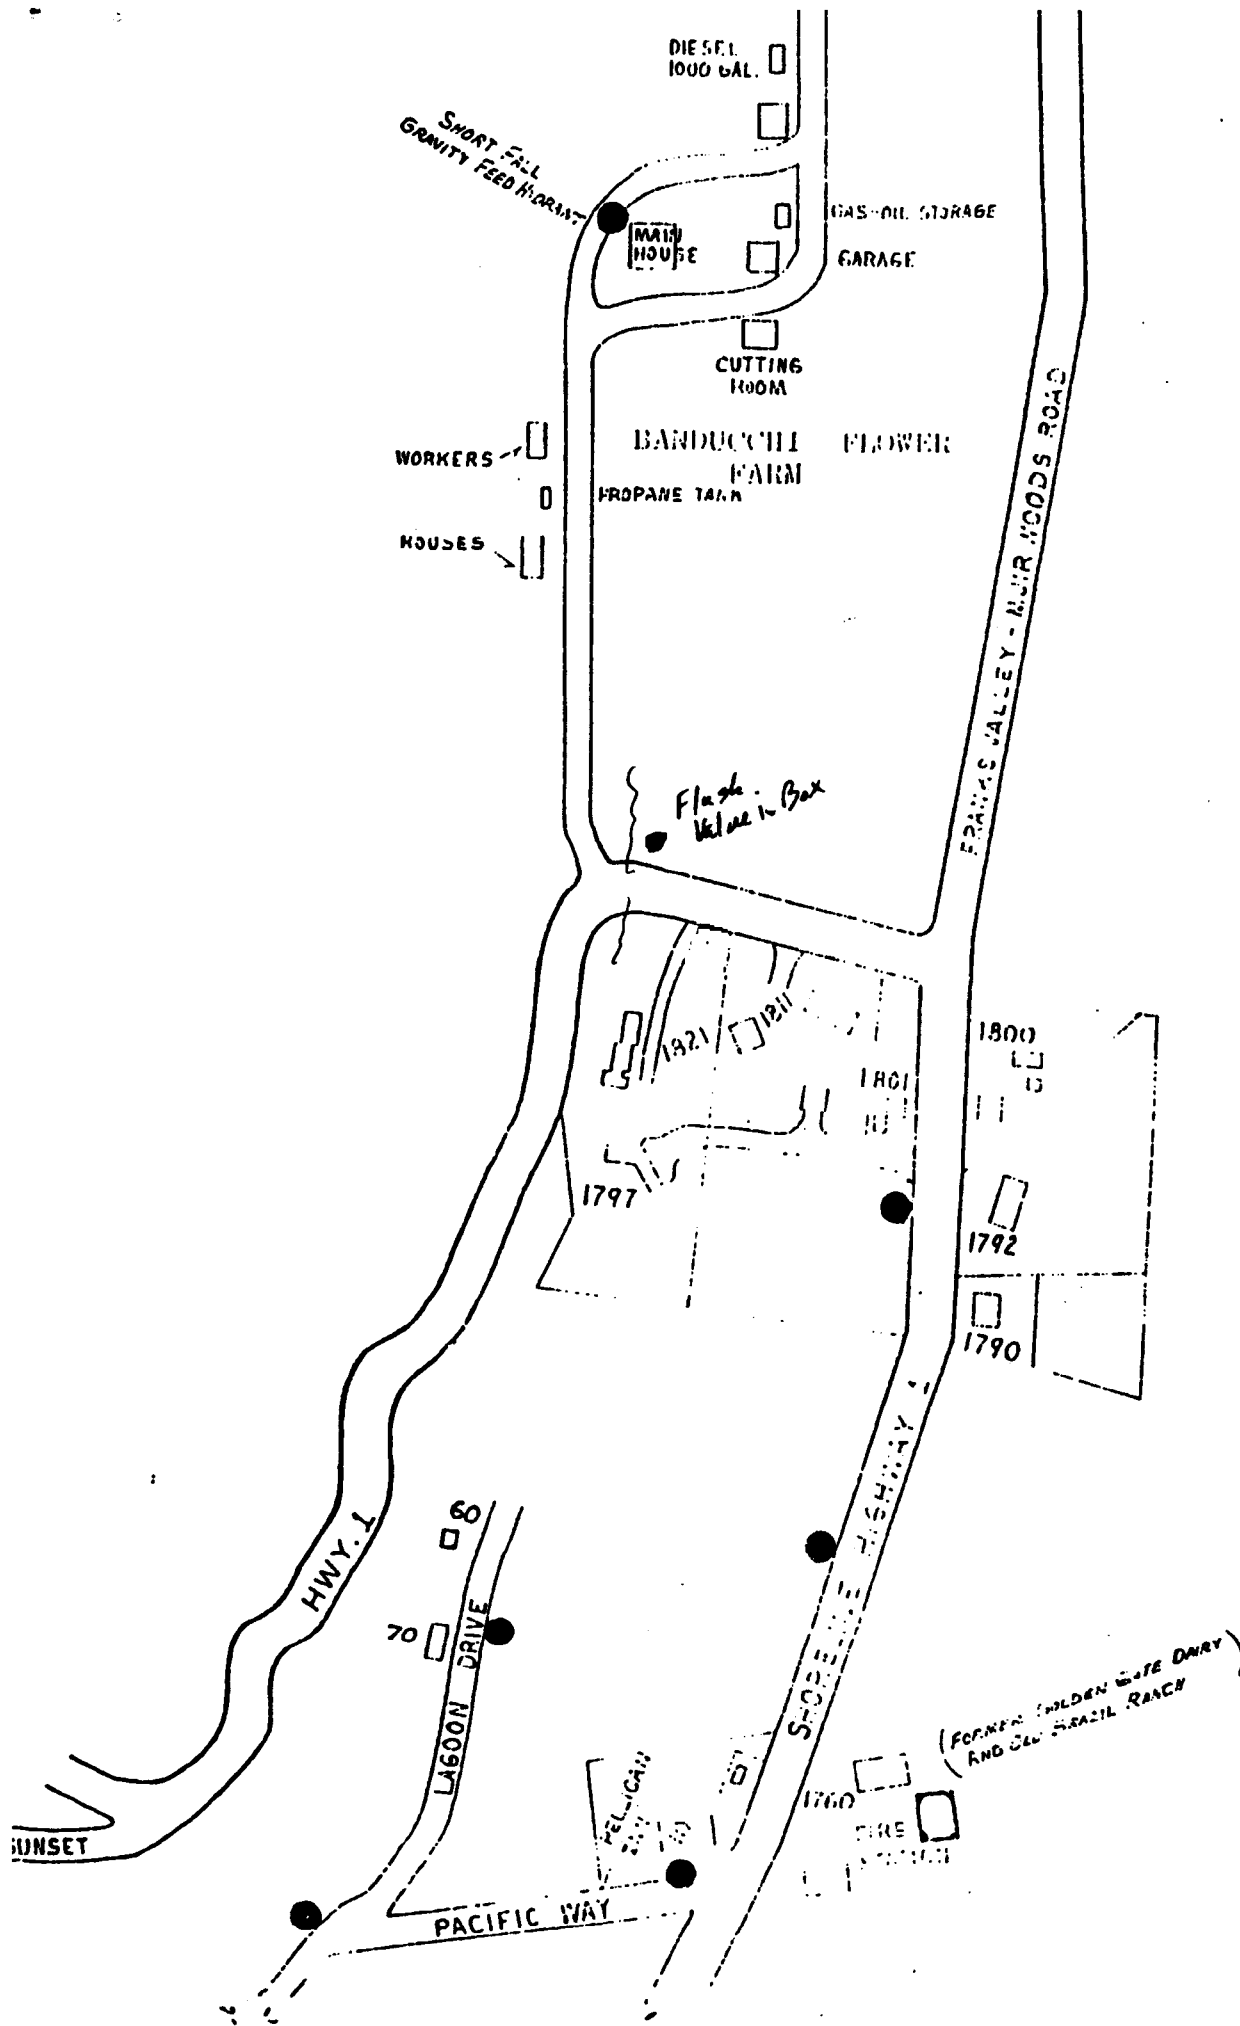 DIESEL
1000 GAL.
SHORT FALL
GRAVITY FEED HYDRANT
MAIN
HOUSE
GAS-OIL STORAGE
GARAGE
CUTTING
ROOM
BANDUCCHI FLOWER
FARM
WORKERS
PROPANE TANK
HOUSES
FRANKS VALLEY - MUIR WOODS ROAD
Flush
Valve in Box
1821
1811
1800
1801
1797
1792
1790
SHORELINE HIGHWAY 1
HWY. 1
60
70
LAGOON DRIVE
(FORMER GOLDEN GATE DAIRY
AND OLD BRAZIL RANCH)
PELICAN
INN
1760
FIRE
STATION
SUNSET
PACIFIC WAY